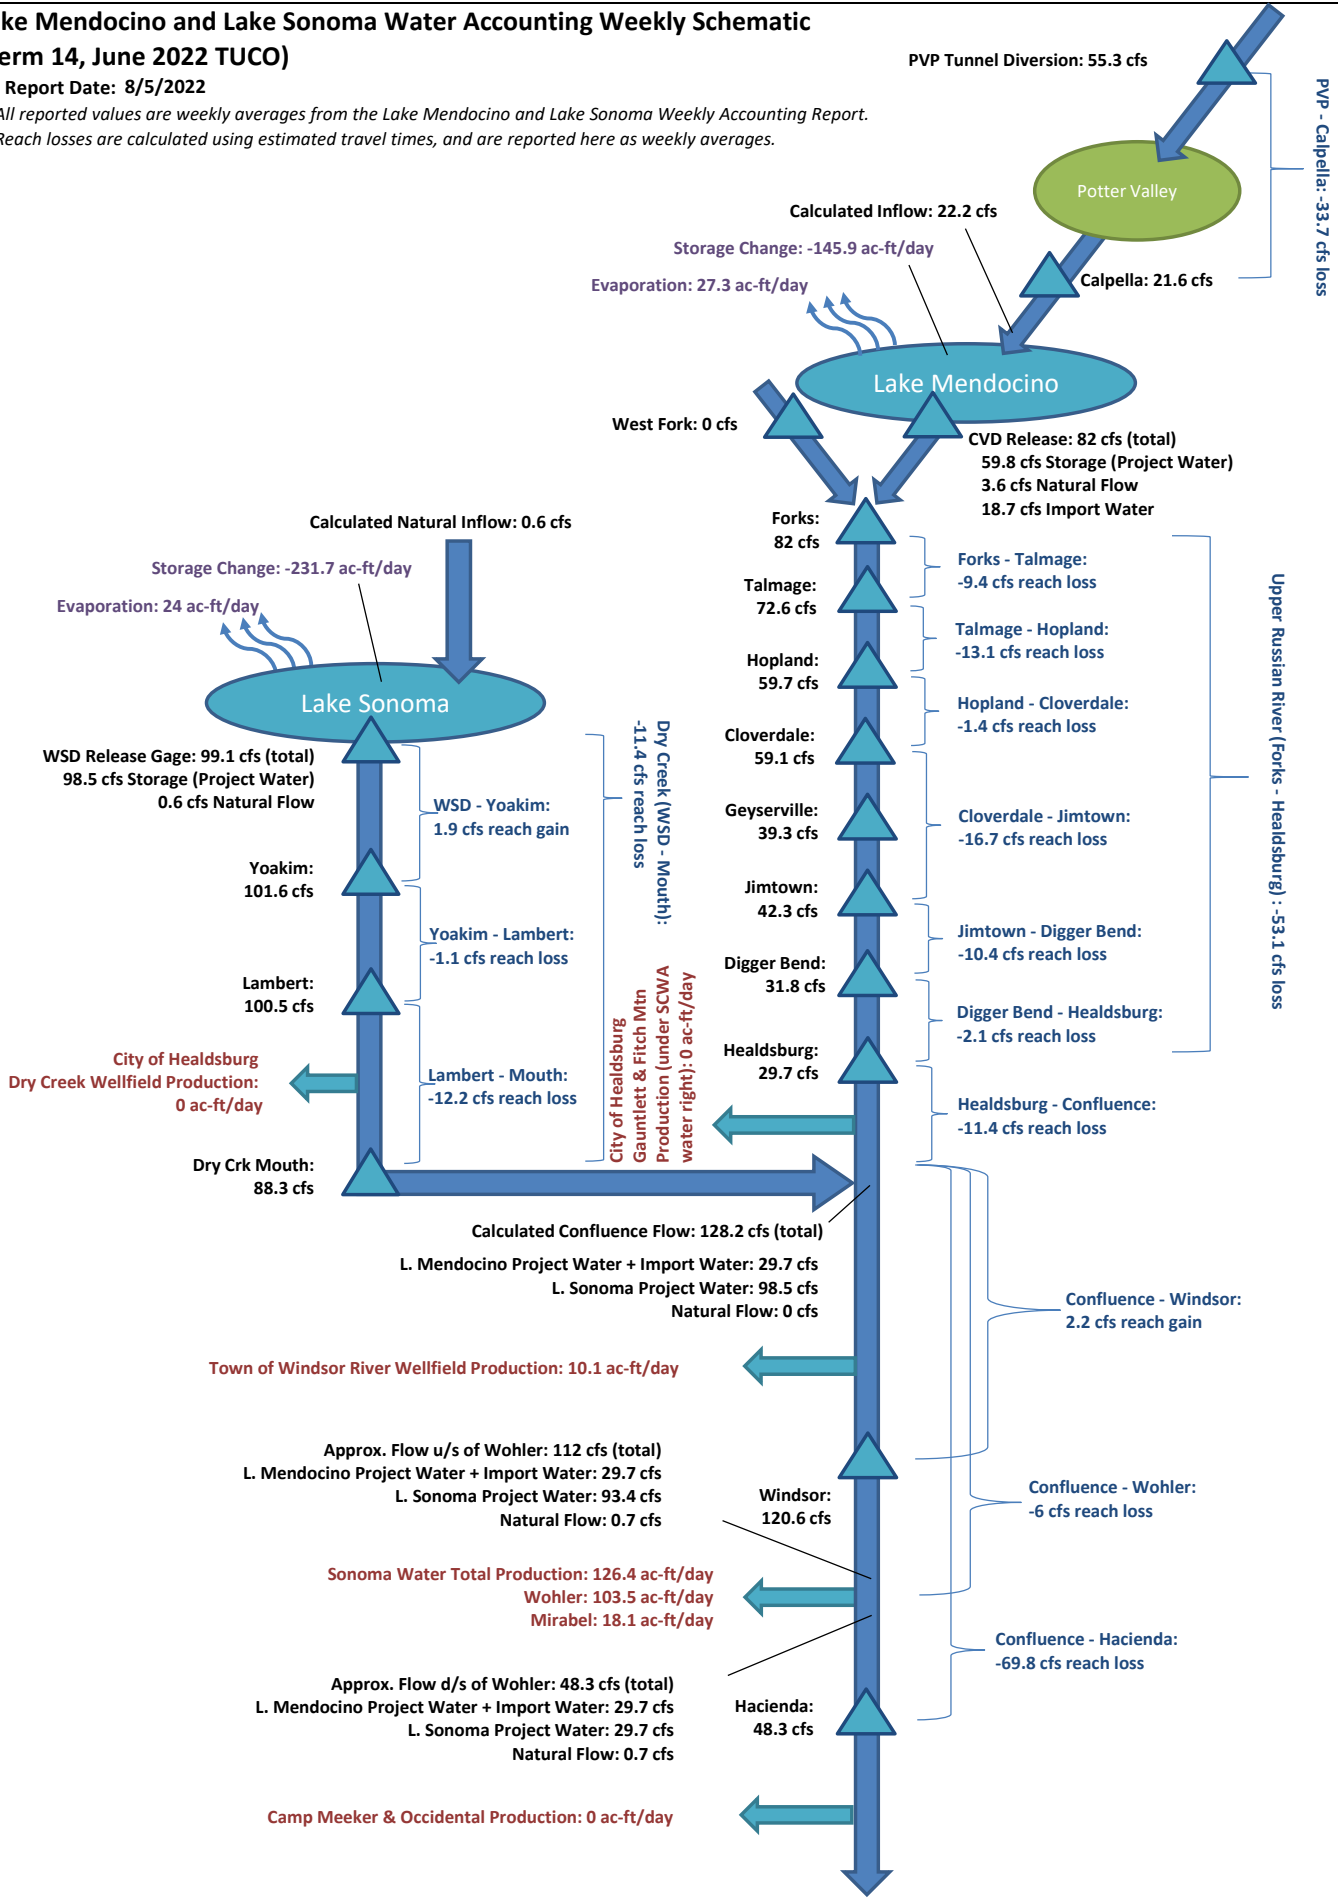 ke Mendocino and Lake Sonoma Water Accounting Weekly Schematic
erm 14, June 2022 TUCO)
Report Date: 8/5/2022
All reported values are weekly averages from the Lake Mendocino and Lake Sonoma Weekly Accounting Report.
Reach losses are calculated using estimated travel times, and are reported here as weekly averages.
PVP Tunnel Diversion: 55.3 cfs
PVP - Calpella: -33.7 cfs loss
Potter Valley
Calculated Inflow: 22.2 cfs
Storage Change: -145.9 ac-ft/day
Evaporation: 27.3 ac-ft/day
Calpella: 21.6 cfs
Lake Mendocino
West Fork: 0 cfs
CVD Release: 82 cfs (total)
59.8 cfs Storage (Project Water)
3.6 cfs Natural Flow
18.7 cfs Import Water
Calculated Natural Inflow: 0.6 cfs
Storage Change: -231.7 ac-ft/day
Evaporation: 24 ac-ft/day
Lake Sonoma
WSD Release Gage: 99.1 cfs (total)
98.5 cfs Storage (Project Water)
0.6 cfs Natural Flow
WSD - Yoakim:
1.9 cfs reach gain
Yoakim:
101.6 cfs
Yoakim - Lambert:
-1.1 cfs reach loss
Lambert:
100.5 cfs
City of Healdsburg
Dry Creek Wellfield Production:
0 ac-ft/day
Lambert - Mouth:
-12.2 cfs reach loss
Dry Crk Mouth:
88.3 cfs
Dry Creek (WSD - Mouth):
-11.4 cfs reach loss
City of Healdsburg
Gauntlett & Fitch Mtn
Production (under SCWA
water right): 0 ac-ft/day
Forks:
82 cfs
Forks - Talmage:
-9.4 cfs reach loss
Talmage:
72.6 cfs
Talmage - Hopland:
-13.1 cfs reach loss
Hopland:
59.7 cfs
Hopland - Cloverdale:
-1.4 cfs reach loss
Cloverdale:
59.1 cfs
Geyserville:
39.3 cfs
Cloverdale - Jimtown:
-16.7 cfs reach loss
Jimtown:
42.3 cfs
Jimtown - Digger Bend:
-10.4 cfs reach loss
Digger Bend:
31.8 cfs
Digger Bend - Healdsburg:
-2.1 cfs reach loss
Healdsburg:
29.7 cfs
Healdsburg - Confluence:
-11.4 cfs reach loss
Upper Russian River (Forks - Healdsburg) : -53.1 cfs loss
Calculated Confluence Flow: 128.2 cfs (total)
L. Mendocino Project Water + Import Water: 29.7 cfs
L. Sonoma Project Water: 98.5 cfs
Natural Flow: 0 cfs
Confluence - Windsor:
2.2 cfs reach gain
Town of Windsor River Wellfield Production: 10.1 ac-ft/day
Approx. Flow u/s of Wohler: 112 cfs (total)
L. Mendocino Project Water + Import Water: 29.7 cfs
L. Sonoma Project Water: 93.4 cfs
Natural Flow: 0.7 cfs
Windsor:
120.6 cfs
Confluence - Wohler:
-6 cfs reach loss
Sonoma Water Total Production: 126.4 ac-ft/day
Wohler: 103.5 ac-ft/day
Mirabel: 18.1 ac-ft/day
Confluence - Hacienda:
-69.8 cfs reach loss
Approx. Flow d/s of Wohler: 48.3 cfs (total)
L. Mendocino Project Water + Import Water: 29.7 cfs
L. Sonoma Project Water: 29.7 cfs
Natural Flow: 0.7 cfs
Hacienda:
48.3 cfs
Camp Meeker & Occidental Production: 0 ac-ft/day